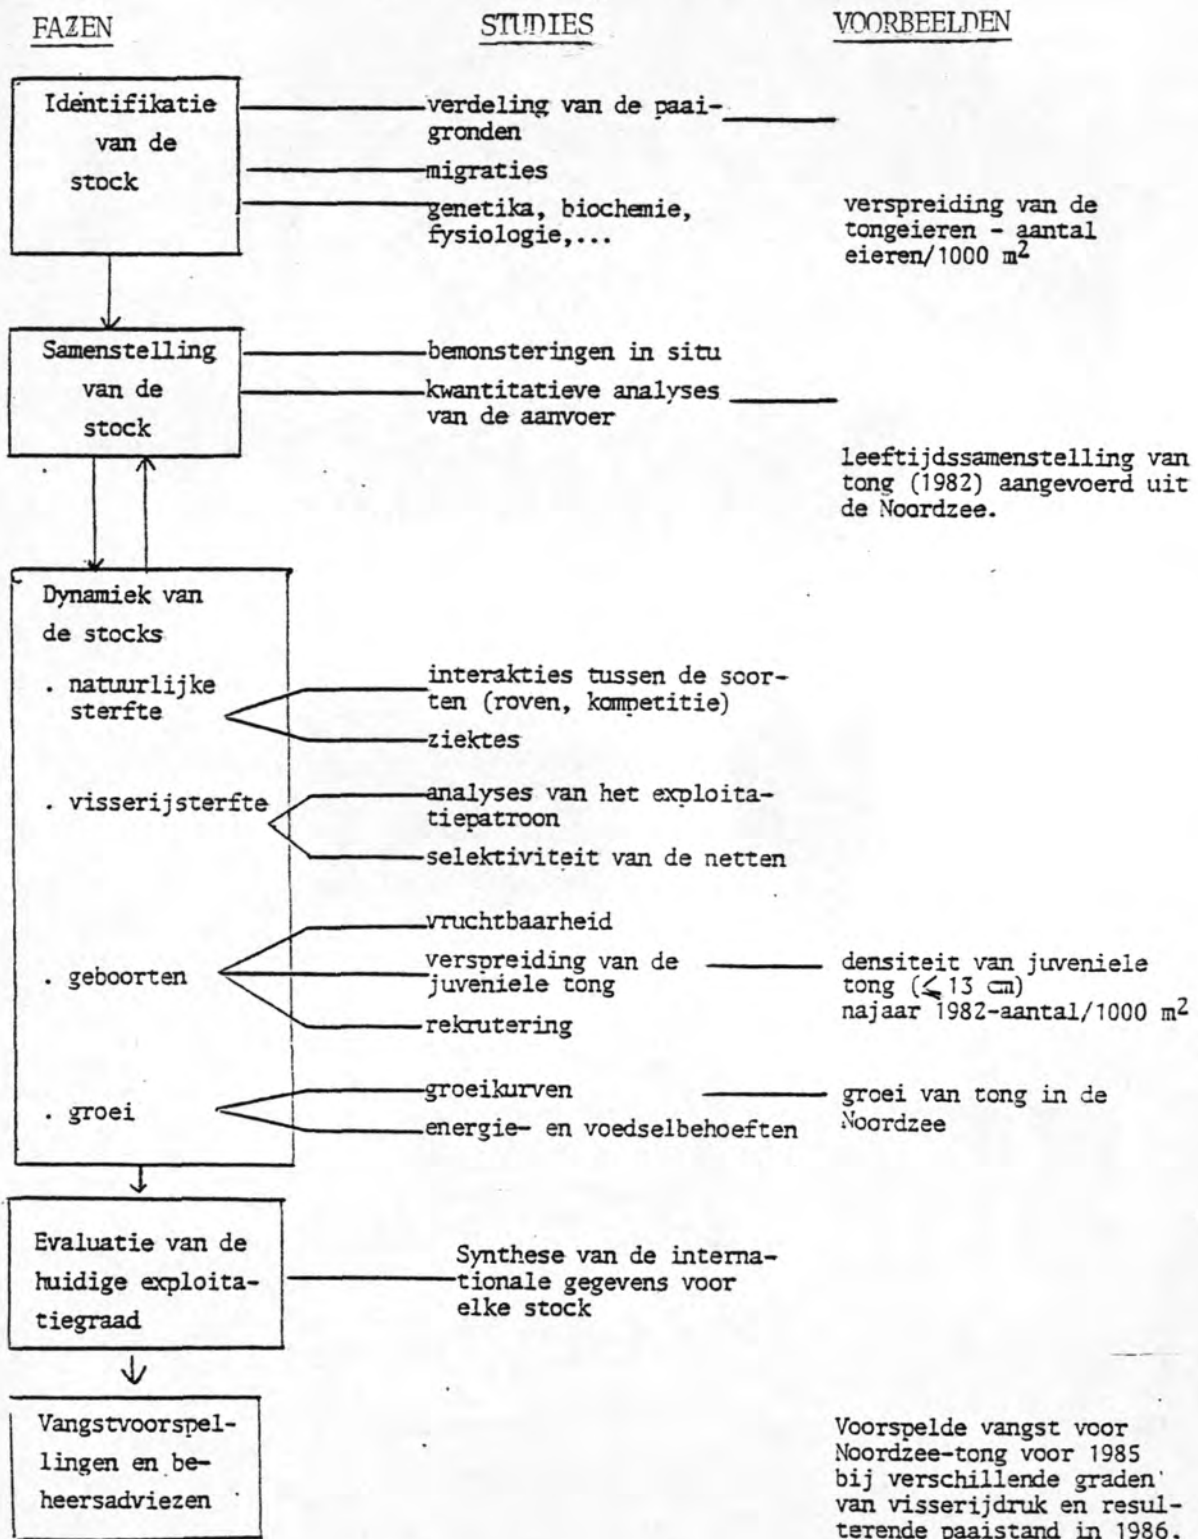 FAZEN
STUDIES
VOORBEELDEN
Identifikatie
van de
stock
verdeling van de paai-
gronden
migraties
genetika, biochemie,
fysiologie,...
verspreiding van de
tongeieren - aantal
eieren/1000 m²
Samenstelling
van de
stock
bemonsteringen in situ
kwantitatieve analyses
van de aanvoer
leeftijdssamenstelling van
tong (1982) aangevoerd uit
de Noordzee.
Dynamiek van
de stocks
. natuurlijke
sterfte
interakties tussen de soor-
ten (roven, kompetitie)
ziektes
. visserijsterfte
analyses van het exploita-
tiepatroon
selektiviteit van de netten
. geboorten
vruchtbaarheid
verspreiding van de
juveniele tong
rekrutering
densiteit van juveniele
tong (≤ 13 cm)
najaar 1982-aantal/1000 m²
. groei
groeikurven
energie- en voedselbehoeften
groei van tong in de
Noordzee
Evaluatie van de
huidige exploita-
tiegraad
Synthese van de interna-
tionale gegevens voor
elke stock
Vangstvoorspel-
lingen en be-
heersadviezen
Voorspelde vangst voor
Noordzee-tong voor 1985
bij verschillende graden
van visserijdruk en resul-
terende paaistand in 1986.